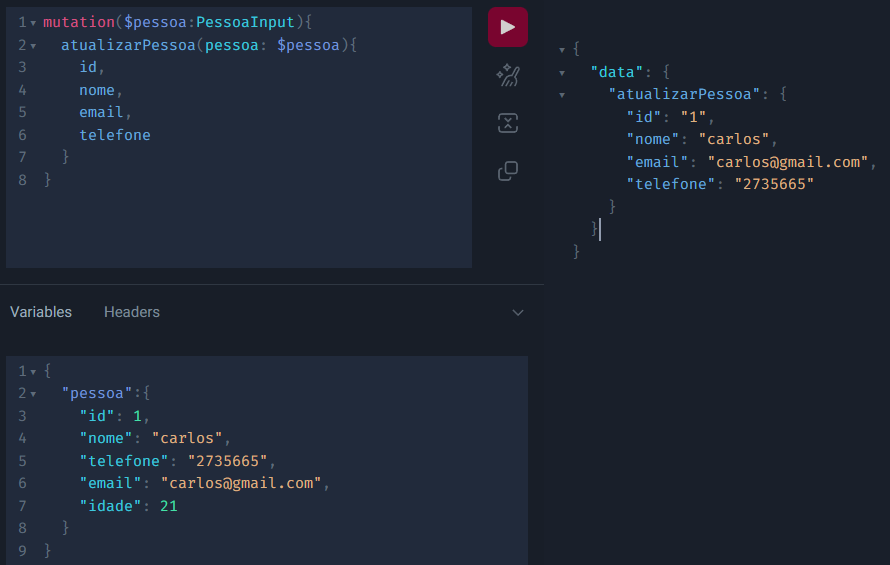 1 mutation($pessoa:PessoaInput){
2 atualizarPessoa(pessoa: $pessoa){
3 id,
4 nome,
5 email,
6 telefone
7 }
8 }
Variables Headers
1 {
2 "pessoa":{
3 "id": 1,
4 "nome": "carlos",
5 "telefone": "2735665",
6 "email": "carlos@gmail.com",
7 "idade": 21
8 }
9 }
{
"data": {
"atualizarPessoa": {
"id": "1",
"nome": "carlos",
"email": "carlos@gmail.com",
"telefone": "2735665"
}
}
}